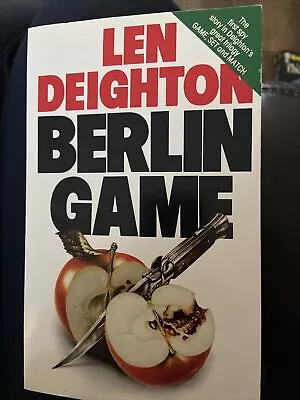 LEN
DEIGHTON
BERLIN
GAME
The
first spy
story in Deighton's
great trilogy
GAME, SET and MATCH